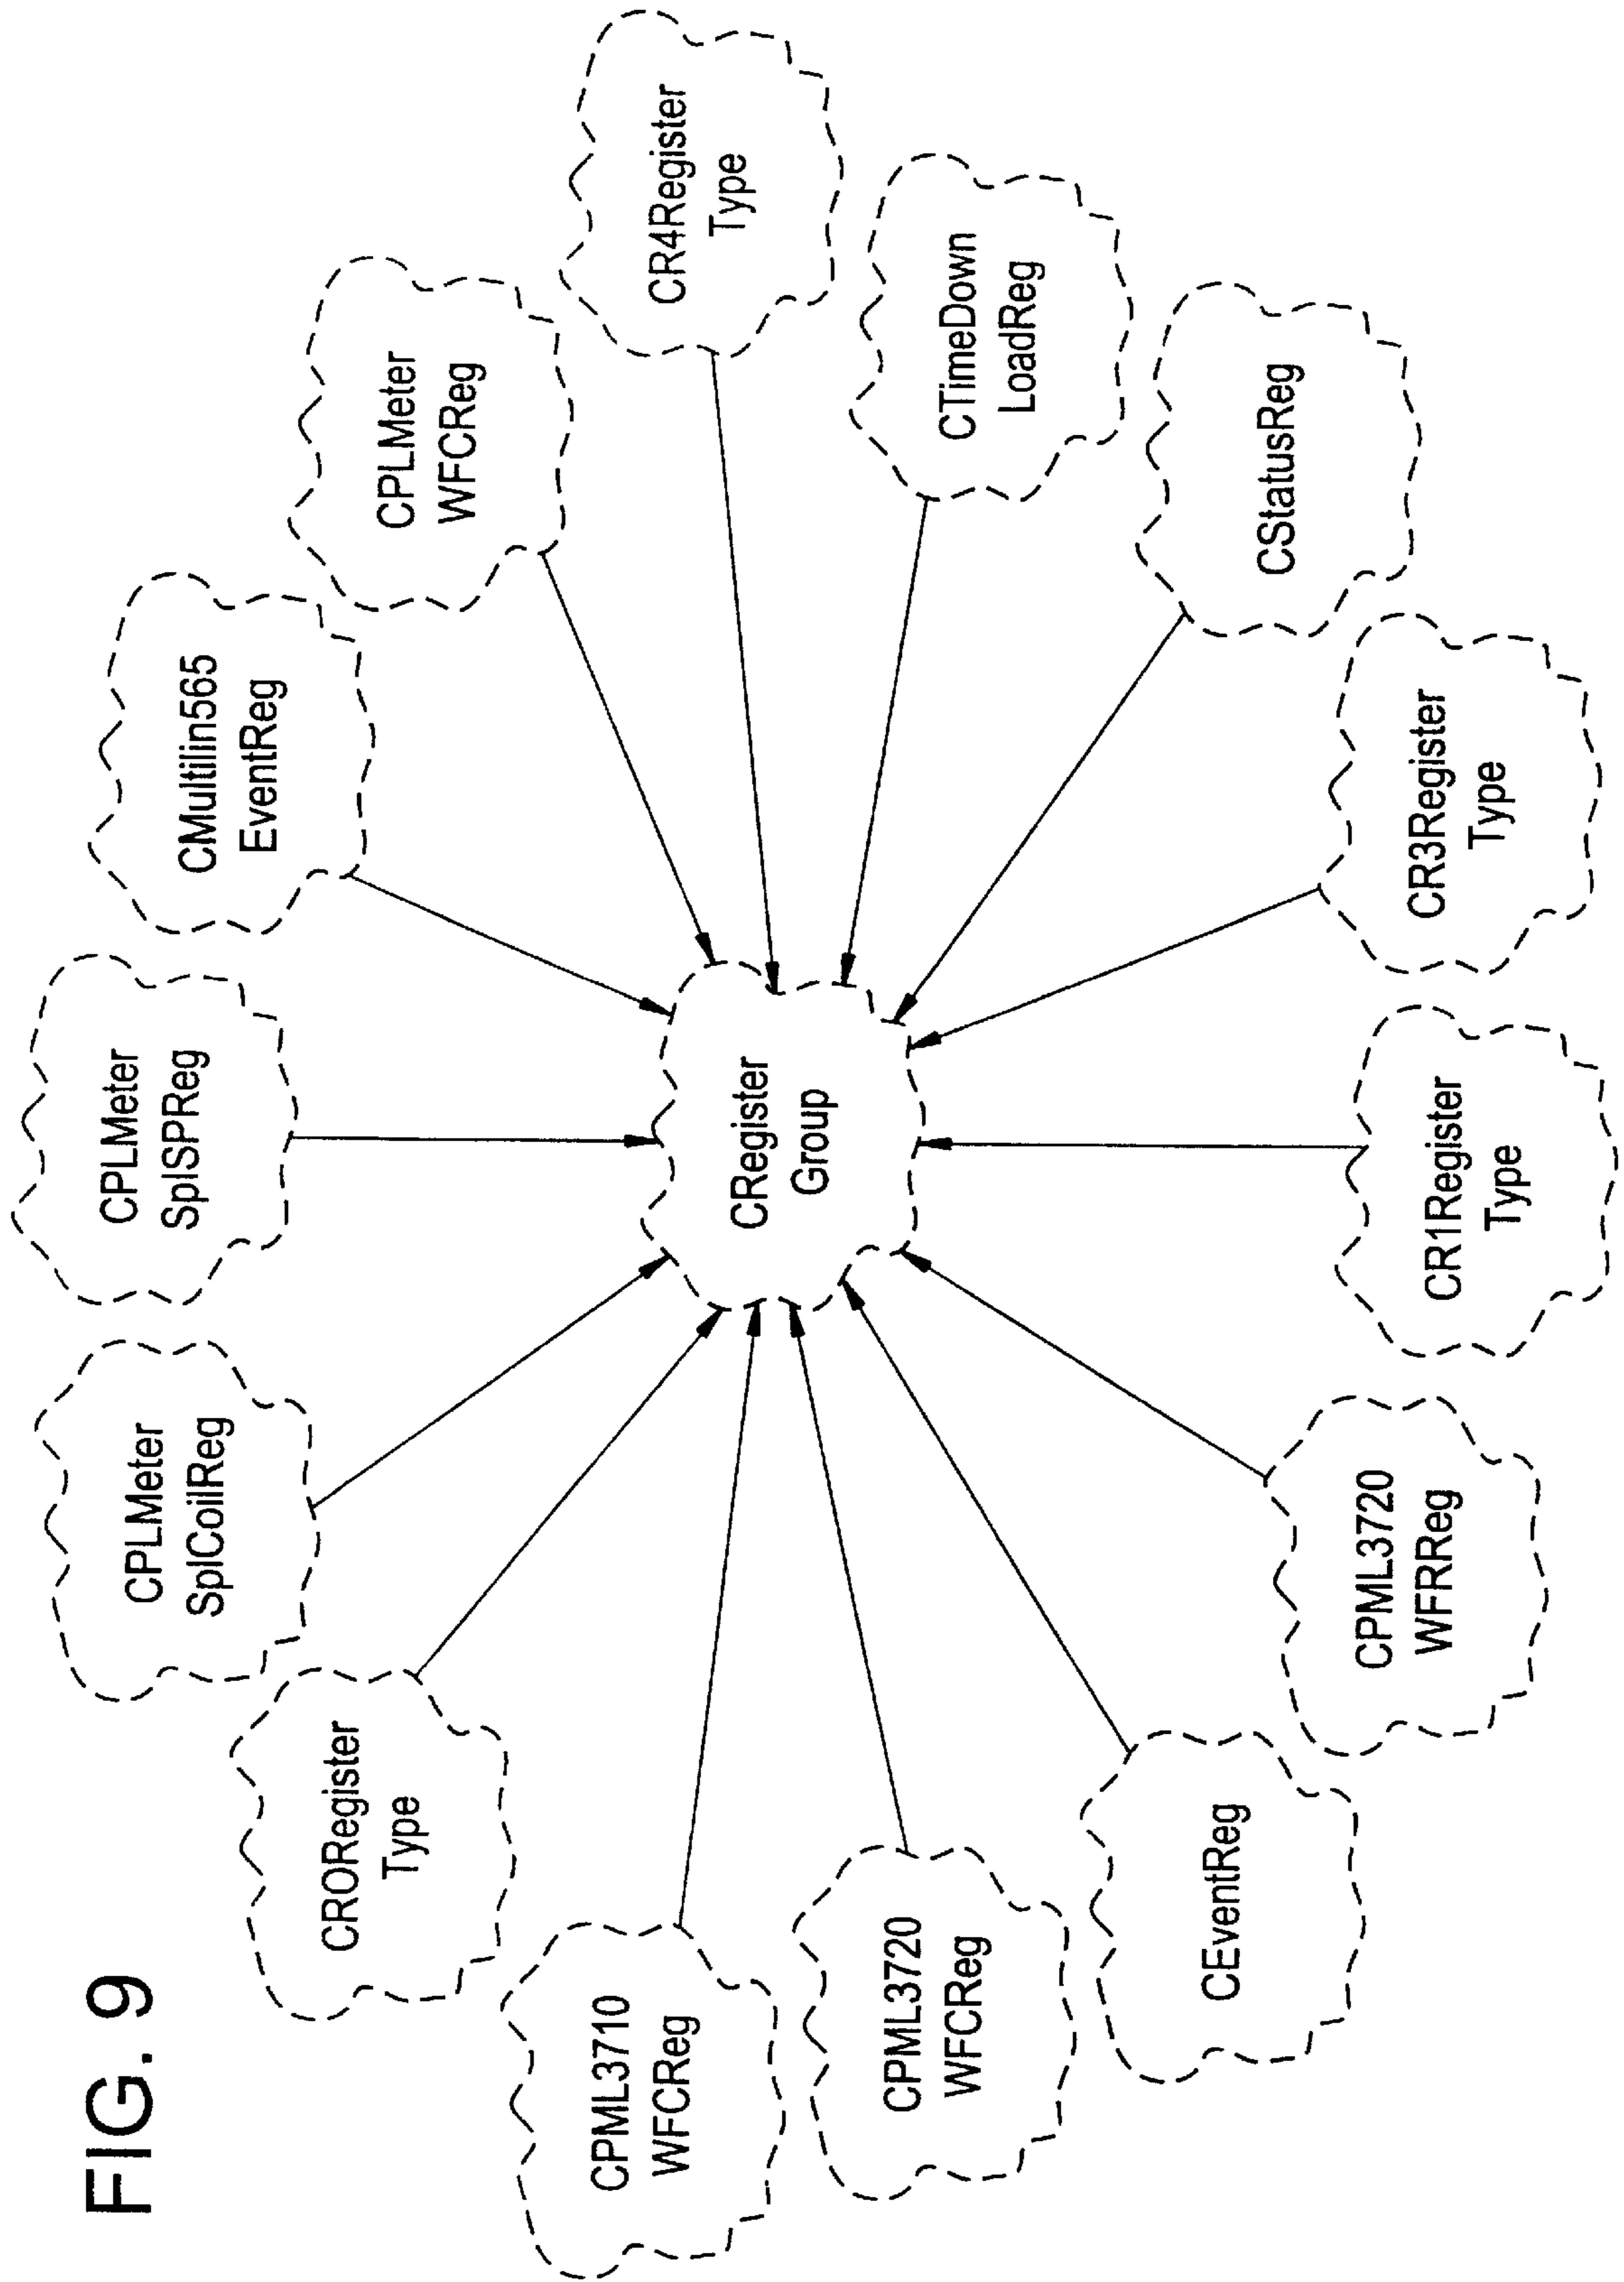 FIG. 9
CPLMeter
SplCoilReg
CPLMeter
SplSPReg
CMultilin565
EventReg
CRORegister
Type
CPLMeter
WFCReg
CPML3710
WFCReg
CR4Register
Type
CRegister
Group
CPML3720
WFCReg
CTimeDown
LoadReg
CEventReg
CStatusReg
CPML3720
WFRReg
CR1Register
Type
CR3Register
Type